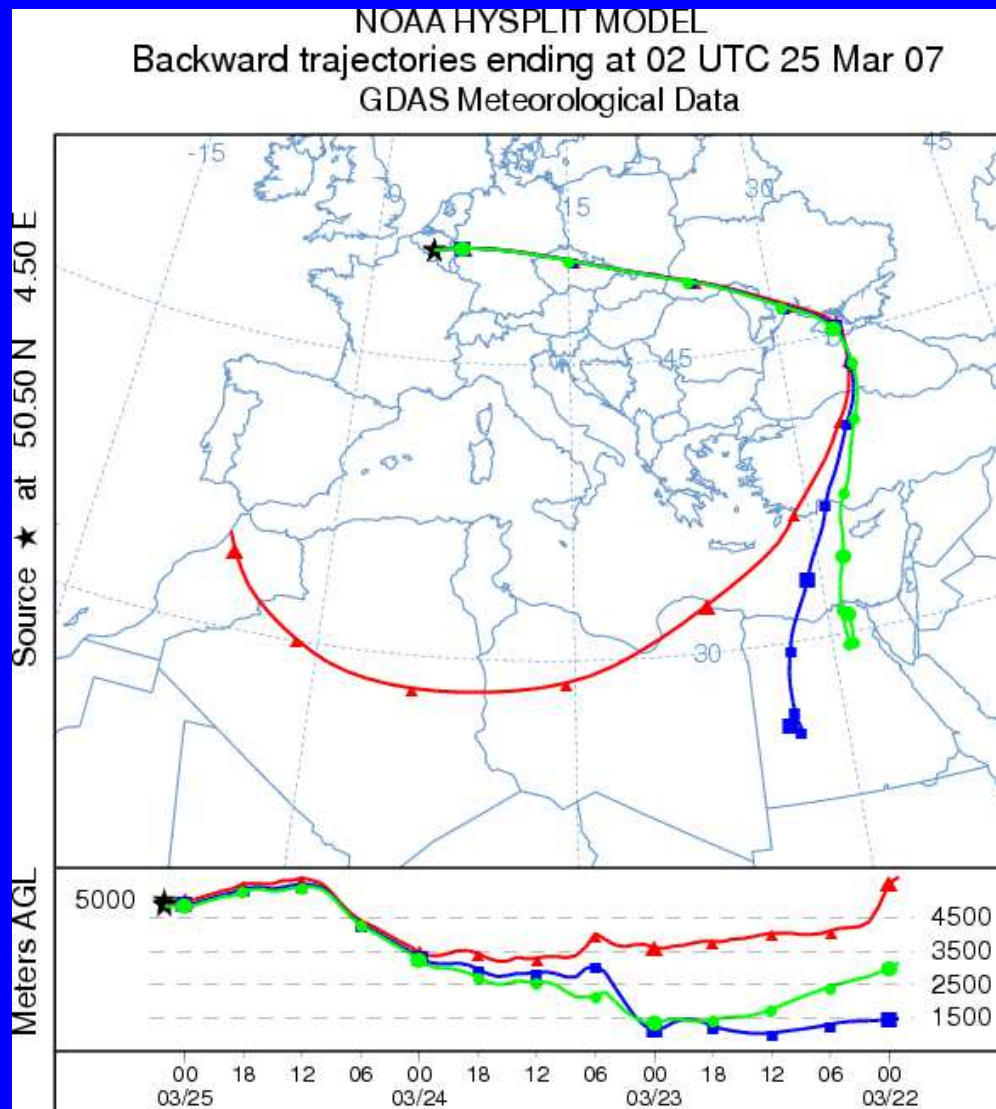 NOAA HYSPLIT MODEL
Backward trajectories ending at 02 UTC 25 Mar 07
GDAS Meteorological Data
Source ★ at 50.50 N 4.50 E
-15
0
15
30
45
45
30
Meters AGL
5000
4500
3500
2500
1500
00 18 12 06 00 18 12 06 00 18 12 06 00
03/25 03/24 03/23 03/22